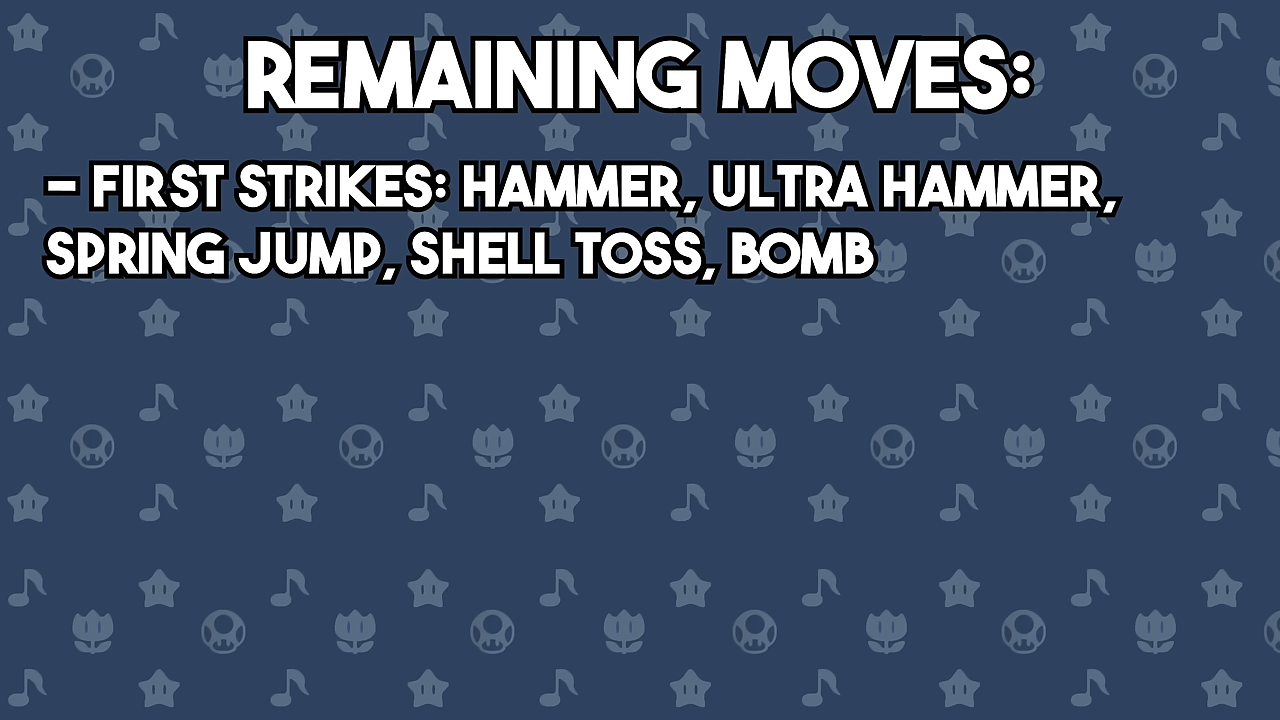 REMAINING MOVES:
- FIRST STRIKES: HAMMER, ULTRA HAMMER,
SPRING JUMP, SHELL TOSS, BOMB